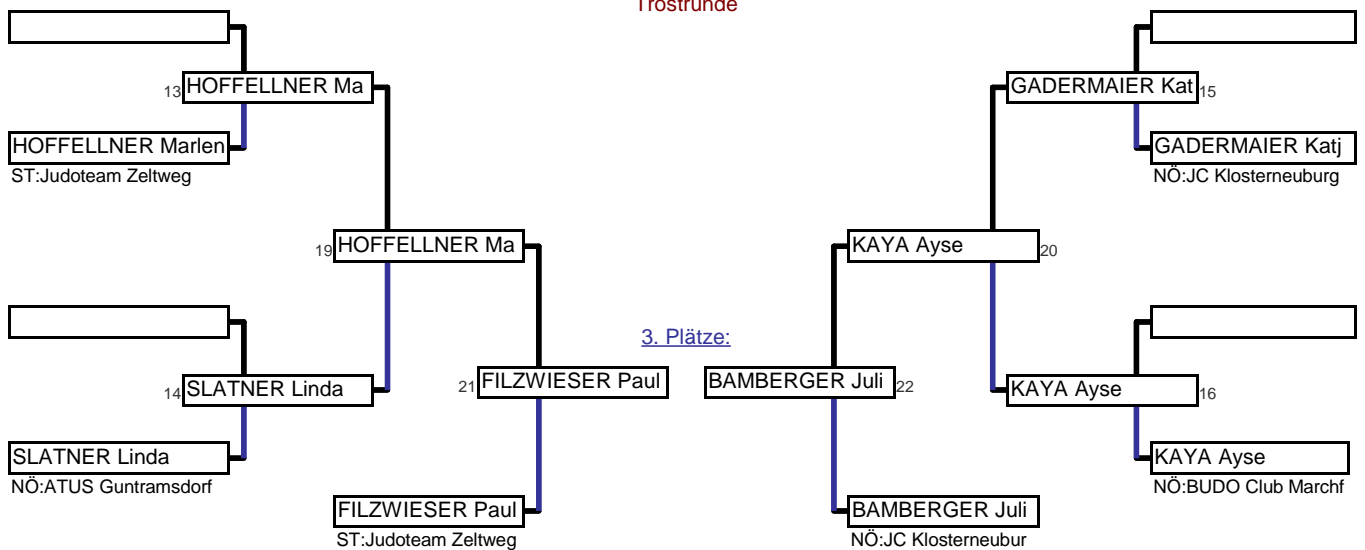 Trostrunde
13 HOFFELLNER Ma
GADERMAIER Kat 15
HOFFELLNER Marlen
GADERMAIER Katj
ST:Judoteam Zeltweg
NÖ:JC Klosterneuburg
19 HOFFELLNER Ma
KAYA Ayse 20
3. Plätze:
14 SLATNER Linda
21 FILZWIESER Paul
BAMBERGER Juli 22
KAYA Ayse 16
SLATNER Linda
KAYA Ayse
NÖ:ATUS Guntramsdorf
NÖ:BUDO Club Marchf
FILZWIESER Paul
BAMBERGER Juli
ST:Judoteam Zeltweg
NÖ:JC Klosterneubur